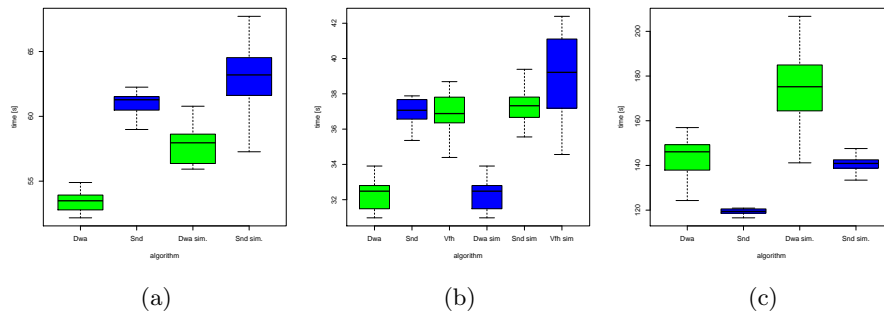 time [s]
65
60
55
Dwa Snd Dwa sim. Snd sim.
algorithm
(a)
time [s]
42
40
38
36
34
32
Dwa Snd Vfh Dwa sim Snd sim Vfh sim
algorithm
(b)
time [s]
200
180
160
140
120
Dwa Snd Dwa sim. Snd sim.
algorithm
(c)